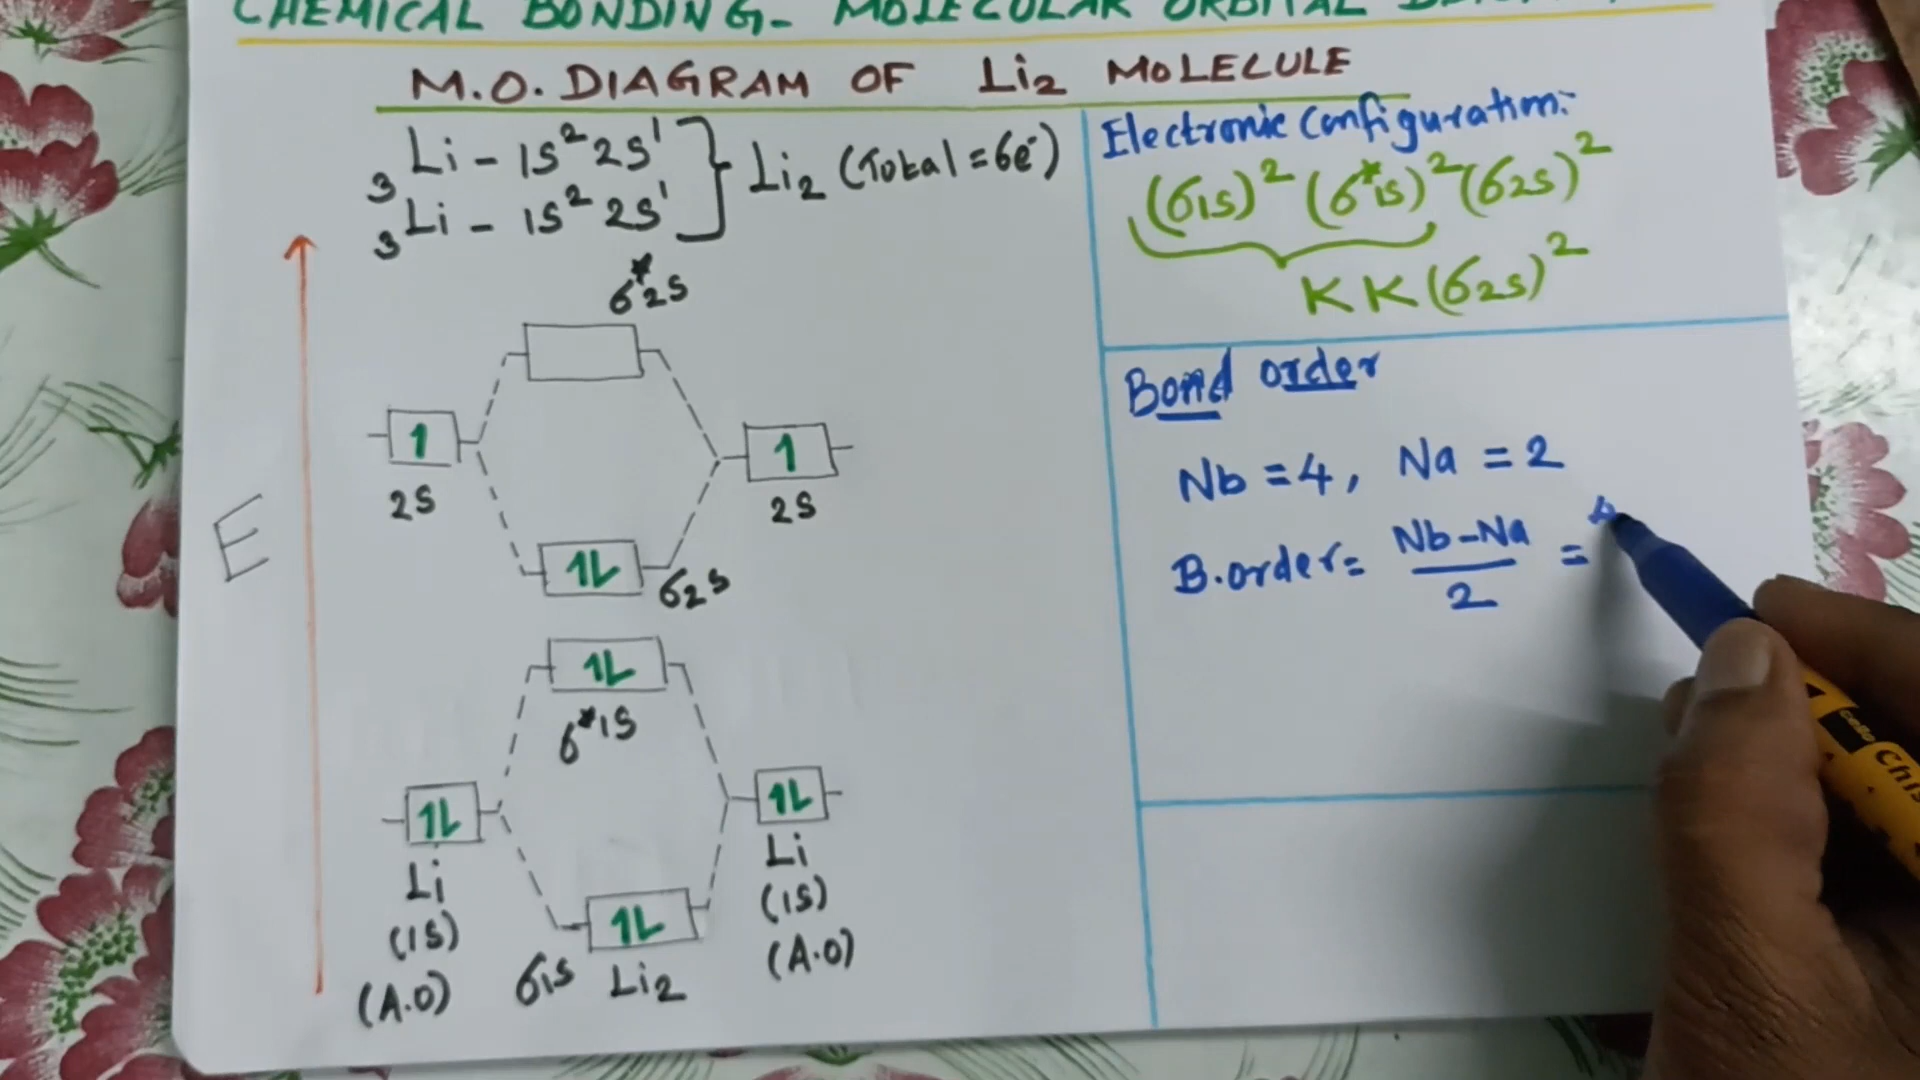 CHEMICAL BONDING- MOLECULAR ORBITAL
M.O. DIAGRAM OF Li2 MOLECULE
3Li - 1S² 2S¹
3Li - 1S² 2S¹
Li2 (Total = 6e⁻)
σ*2S
1
2S
1
2S
1L
σ2S
1L
σ*1S
1L
Li
(1S)
(A.O)
1L
Li
(1S)
(A.O)
1L
σ1S
Li2
E
Electronic Configuration:-
(σ1S)² (σ*1S)² (σ2S)²
KK (σ2S)²
Bond order
Nb = 4, Na = 2
B.order = Nb-Na / 2 = 4
Cello